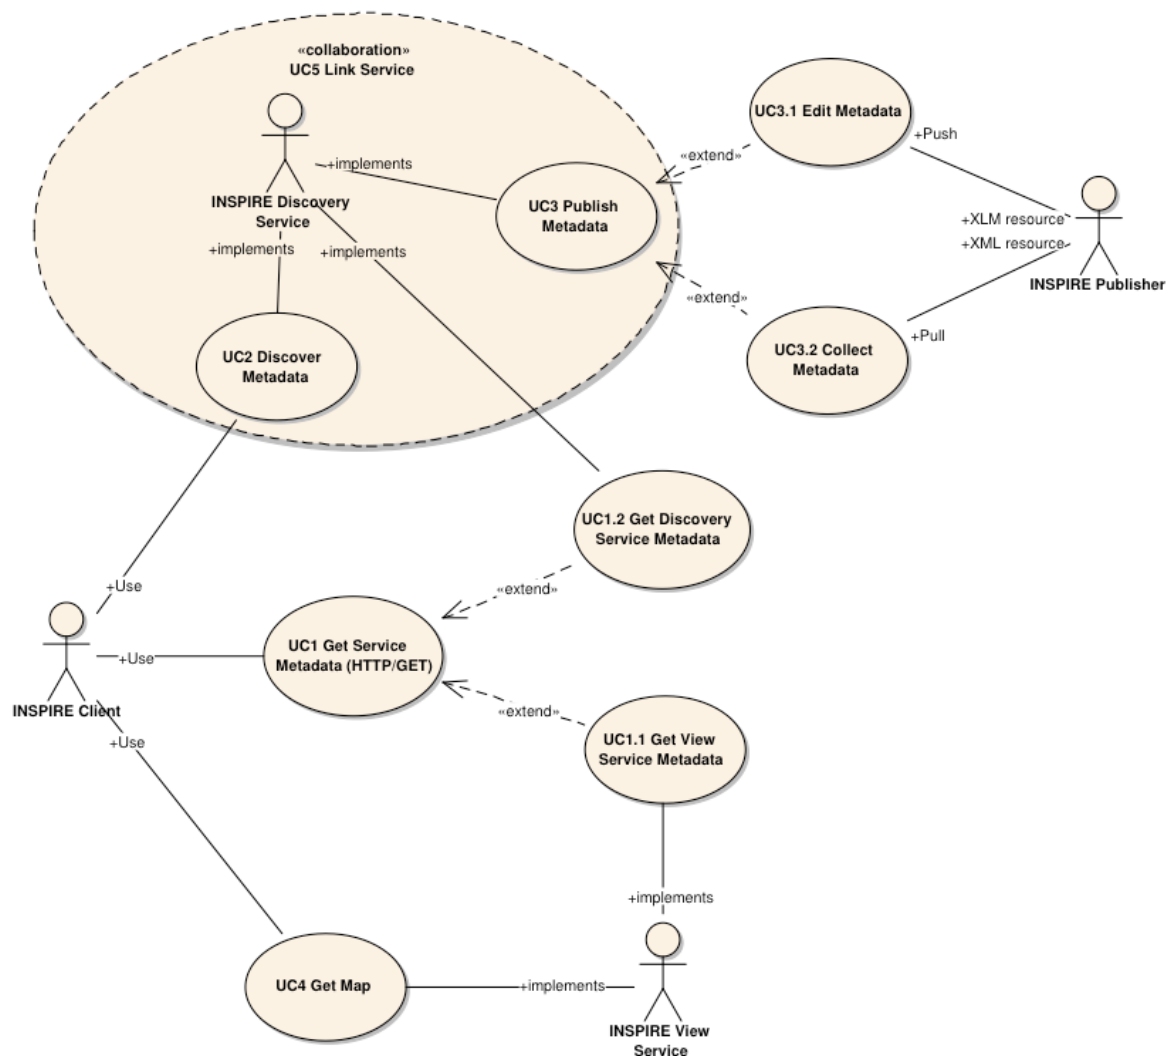 «collaboration»
UC5 Link Service
UC3.1 Edit Metadata
+Push
«extend»
+implements
INSPIRE Discovery
Service
UC3 Publish
Metadata
+XLM resource
+XML resource
INSPIRE Publisher
+implements
+implements
«extend»
+Pull
UC2 Discover
Metadata
UC3.2 Collect
Metadata
UC1.2 Get Discovery
Service Metadata
+Use
«extend»
UC1 Get Service
Metadata (HTTP/GET)
+Use
INSPIRE Client
«extend»
+Use
UC1.1 Get View
Service Metadata
+implements
UC4 Get Map
+implements
INSPIRE View
Service